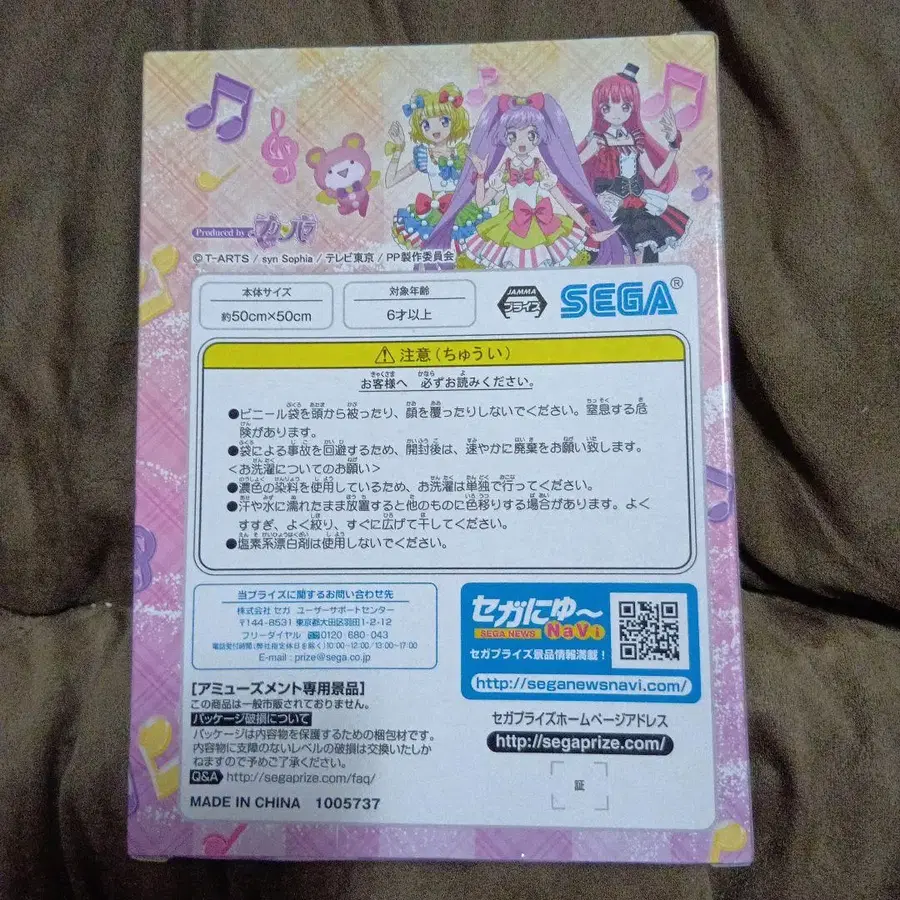 Produced by プリパラ
© T-ARTS / syn Sophia / テレビ東京 / PP製作委員会
本体サイズ
約50cm×50cm
対象年齢
6才以上
JAMMA
プライズ
SEGA®
⚠ 注意(ちゅうい)
お客様へ 必ずお読みください。
●ビニール袋を頭から被ったり、顔を覆ったりしないでください。窒息する危
険があります。
●袋による事故を回避するため、開封後は、速やかに廃棄をお願い致します。
<お洗濯についてのお願い>
●濃色の染料を使用しているため、お洗濯は単独で行ってください。
●汗や水に濡れたまま放置すると他のものに色移りする場合があります。よく
すすぎ、よく絞り、すぐに広げて干してください。
●塩素系漂白剤は使用しないでください。
当プライズに関するお問い合わせ先
株式会社 セガ ユーザーサポートセンター
〒144-8531 東京都大田区羽田1-2-12
フリーダイヤル 0120-680-043
電話受付時間(弊社指定休日を除く)10:00-12:00/13:00-17:00
E-mail : prize@sega.co.jp
セガにゅ〜
SEGA NEWS NaVi
セガプライズ景品情報満載!
http://seganewsnavi.com/
【アミューズメント専用景品】
この商品は一般市販されておりません。
パッケージ破損について
パッケージは内容物を保護するための梱包材です。
内容物に支障のないレベルの破損は交換いたしか
ねますので予めご了承ください。
Q&A http://segaprize.com/faq/
MADE IN CHINA 1005737
セガプライズホームページアドレス
http://segaprize.com/
証